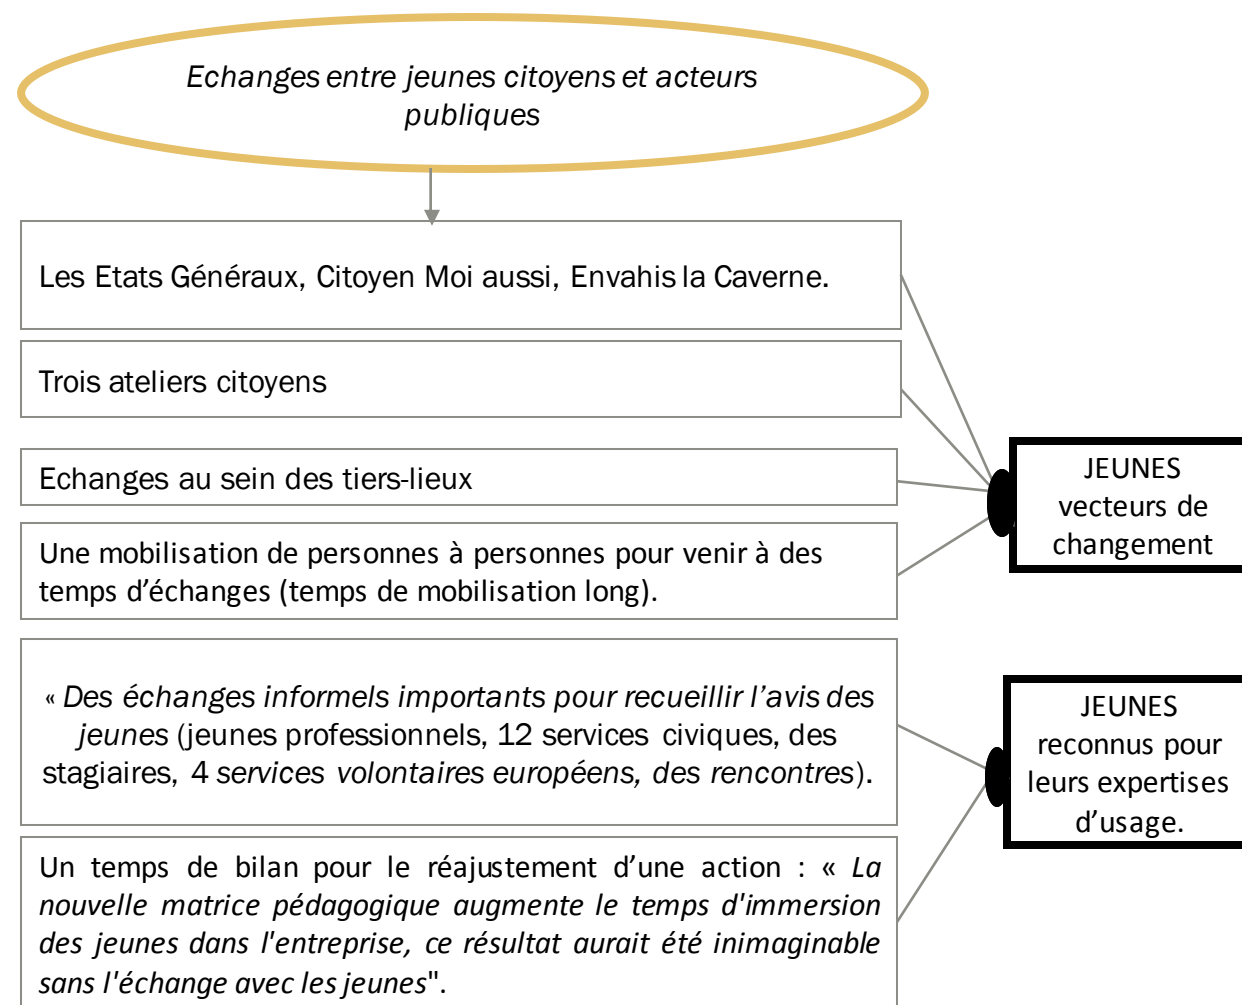 Echanges entre jeunes citoyens et acteurs
publiques
Les Etats Généraux, Citoyen Moi aussi, Envahis la Caverne.
Trois ateliers citoyens
Echanges au sein des tiers-lieux
Une mobilisation de personnes à personnes pour venir à des
temps d’échanges (temps de mobilisation long).
JEUNES
vecteurs de
changement
« Des échanges informels importants pour recueillir l’avis des
jeunes (jeunes professionnels, 12 services civiques, des
stagiaires, 4 services volontaires européens, des rencontres).
Un temps de bilan pour le réajustement d’une action : « La
nouvelle matrice pédagogique augmente le temps d'immersion
des jeunes dans l'entreprise, ce résultat aurait été inimaginable
sans l'échange avec les jeunes".
JEUNES
reconnus pour
leurs expertises
d’usage.